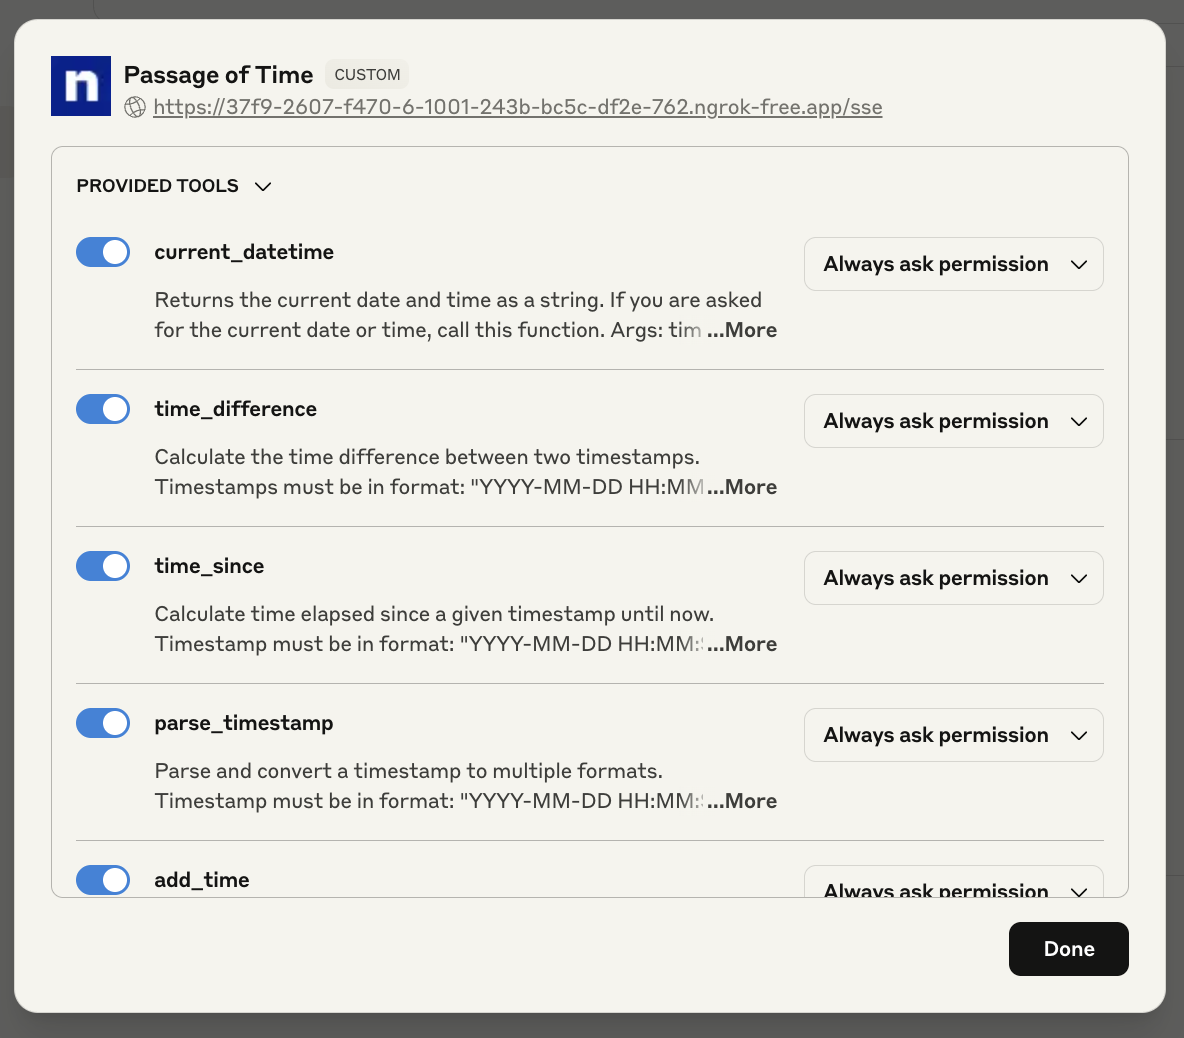 n
Passage of Time CUSTOM
https://37f9-2607-f470-6-1001-243b-bc5c-df2e-762.ngrok-free.app/sse
PROVIDED TOOLS
current_datetime
Always ask permission
Returns the current date and time as a string. If you are asked
for the current date or time, call this function. Args: tim ...More
time_difference
Always ask permission
Calculate the time difference between two timestamps.
Timestamps must be in format: "YYYY-MM-DD HH:MM ...More
time_since
Always ask permission
Calculate time elapsed since a given timestamp until now.
Timestamp must be in format: "YYYY-MM-DD HH:MM: ...More
parse_timestamp
Always ask permission
Parse and convert a timestamp to multiple formats.
Timestamp must be in format: "YYYY-MM-DD HH:MM: ...More
add_time
Always ask permission
Done